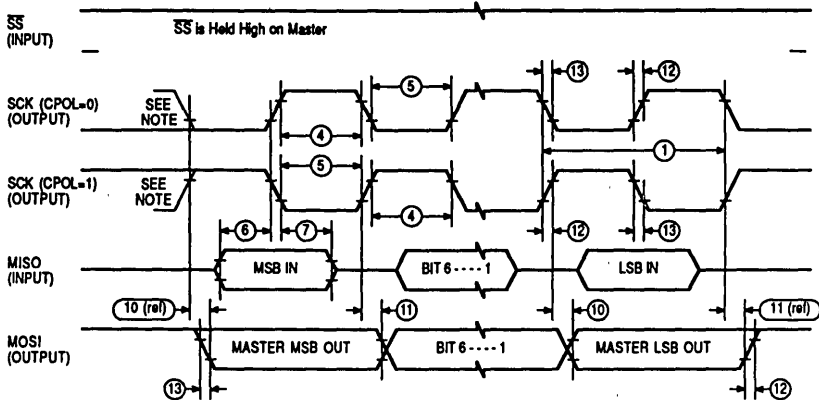 SS
(INPUT)
SS is Held High on Master
13
12
5
SCK (CPOL=0)
(OUTPUT)
SEE
NOTE
4
1
5
SCK (CPOL=1)
(OUTPUT)
SEE
NOTE
4
12
13
6
7
MISO
(INPUT)
MSB IN
BIT 6 - - - - 1
LSB IN
10 (ref)
11
10
11 (ref)
MOSI
(OUTPUT)
MASTER MSB OUT
BIT 6 - - - - 1
MASTER LSB OUT
13
12